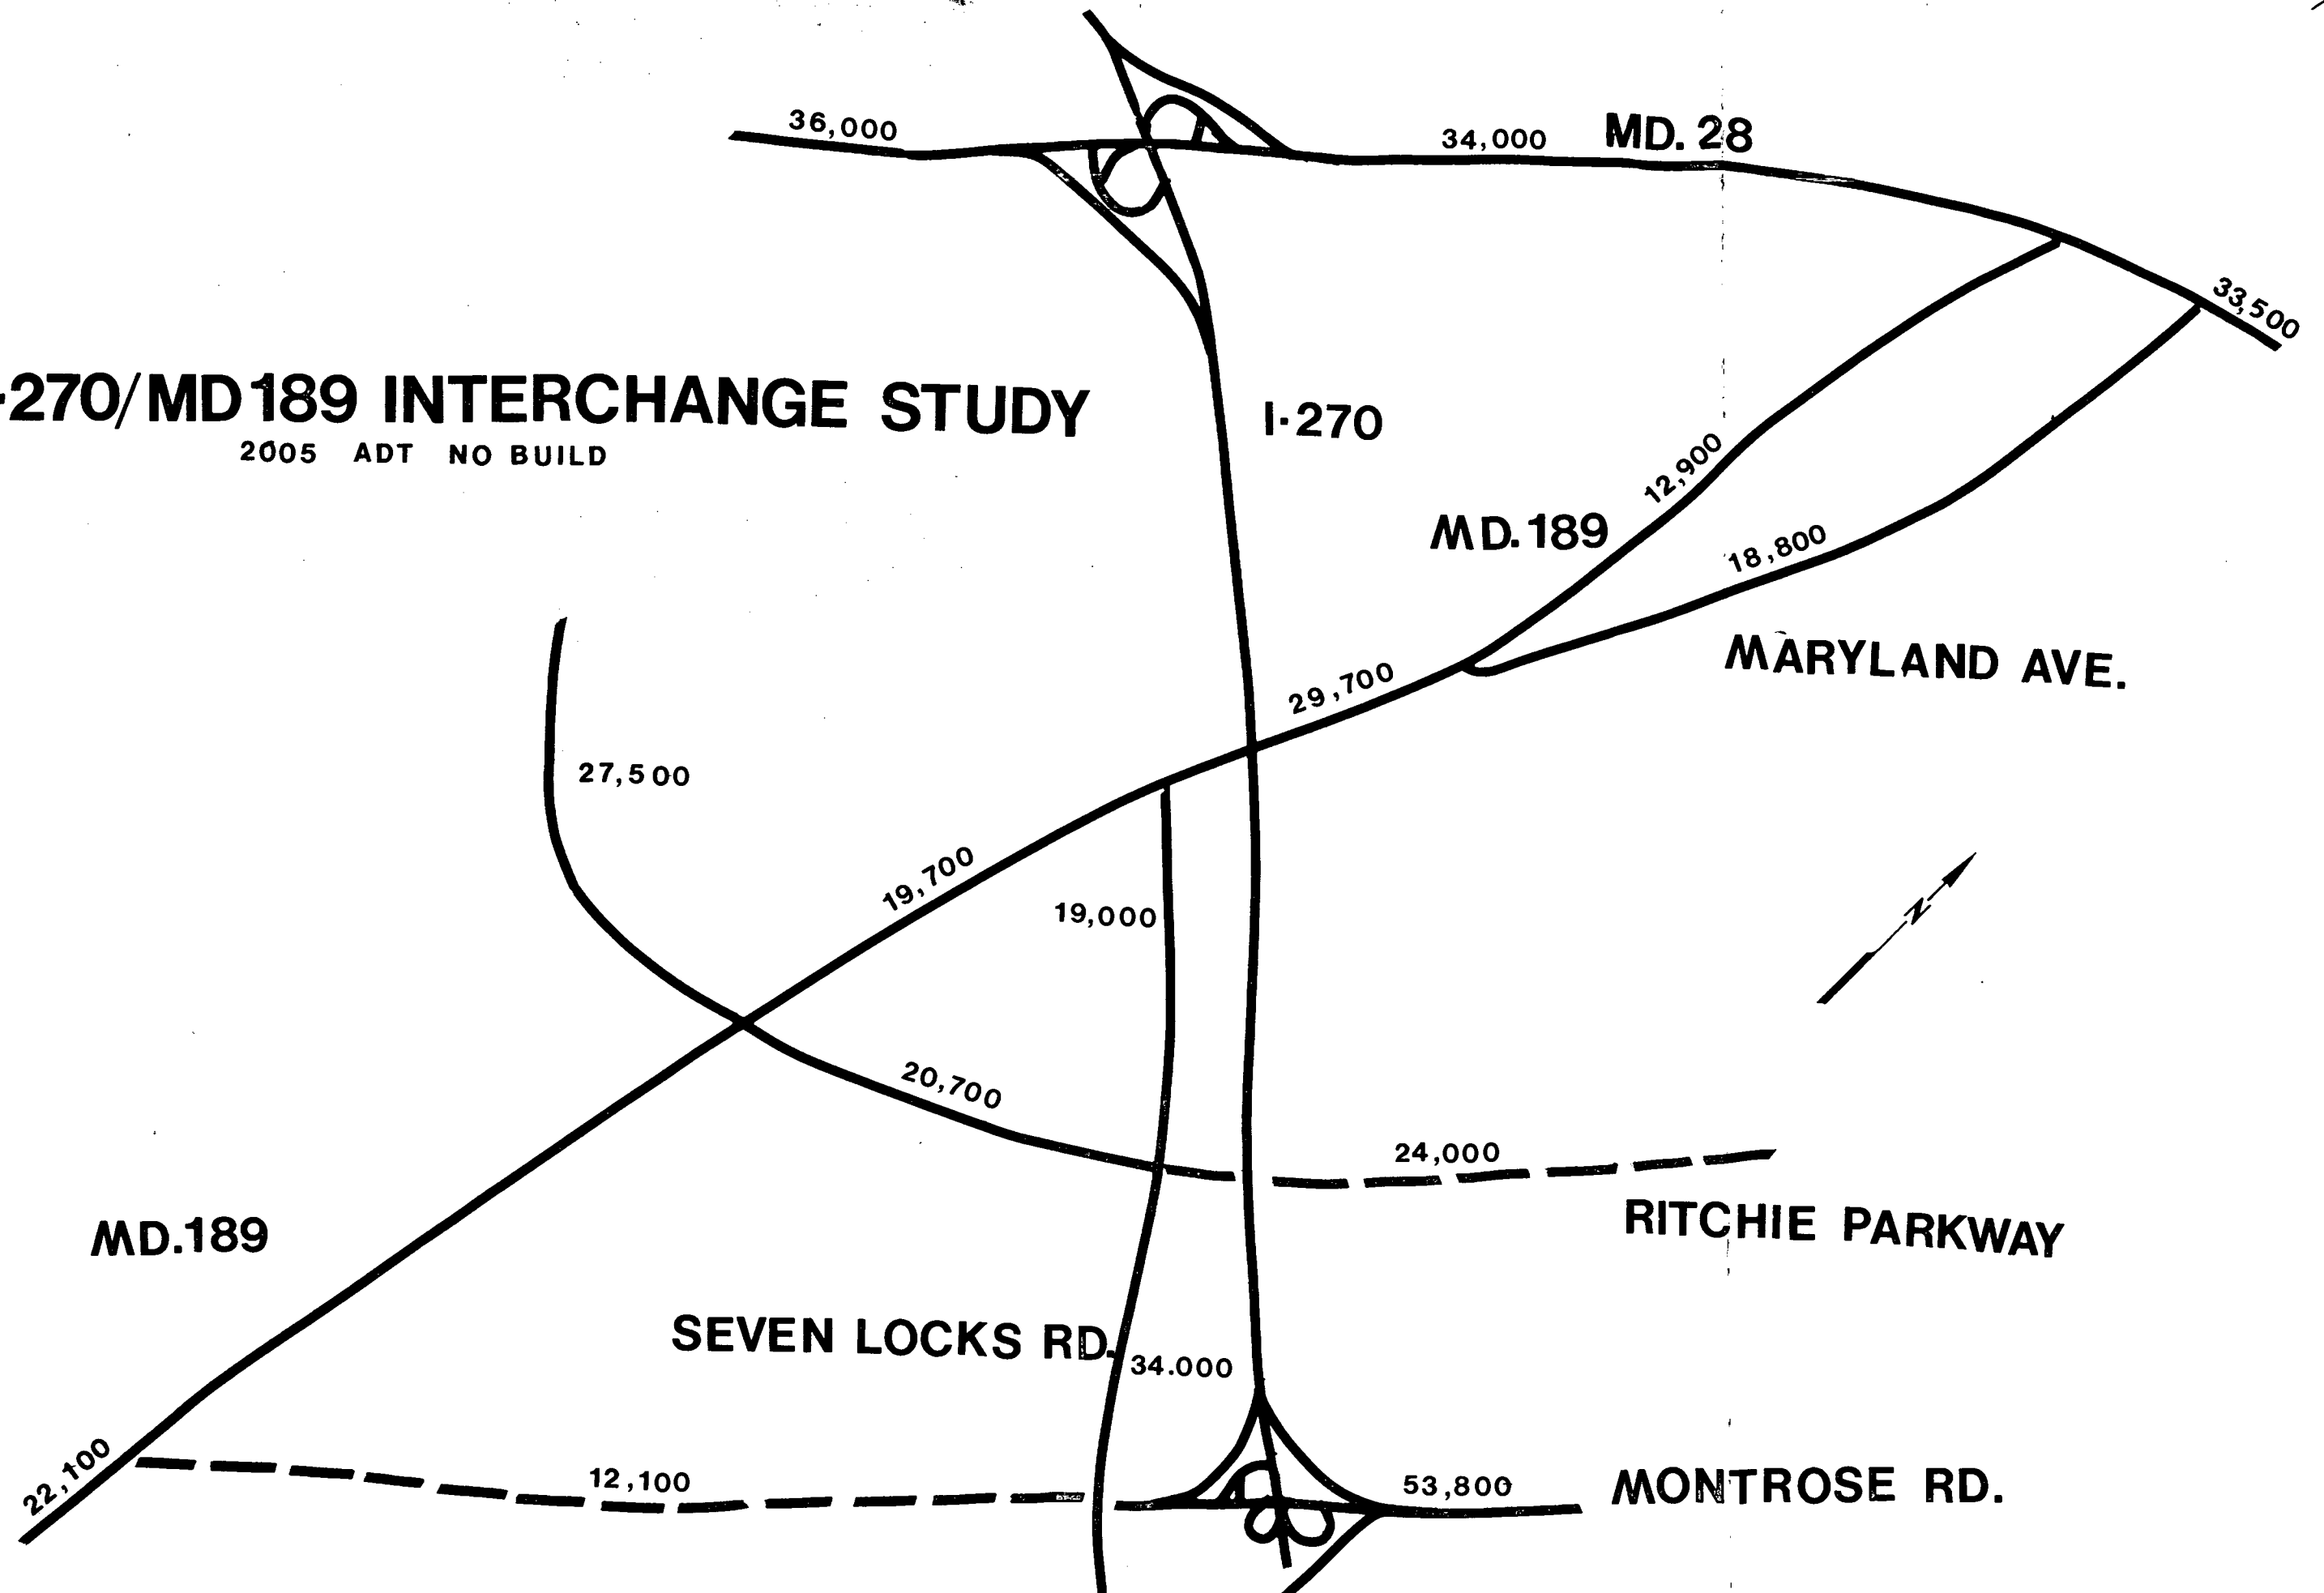 36,000
34,000
MD. 28
33,500
-270/MD 189 INTERCHANGE STUDY
2005 ADT NO BUILD
I-270
12,900
MD. 189
18,800
MARYLAND AVE.
29,700
27,500
19,700
19,000
N
20,700
24,000
RITCHIE PARKWAY
MD. 189
SEVEN LOCKS RD.
34.000
22,100
12,100
53,800
MONTROSE RD.